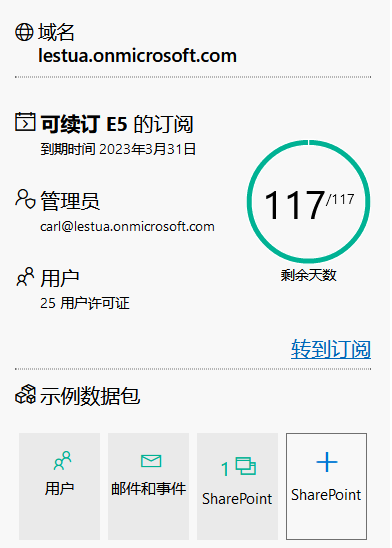 域名
lestua.onmicrosoft.com
可续订 E5 的订阅
到期时间 2023年3月31日
117/117
剩余天数
管理员
carl@lestua.onmicrosoft.com
用户
25 用户许可证
转到订阅
示例数据包
用户
邮件和事件
1
SharePoint
SharePoint